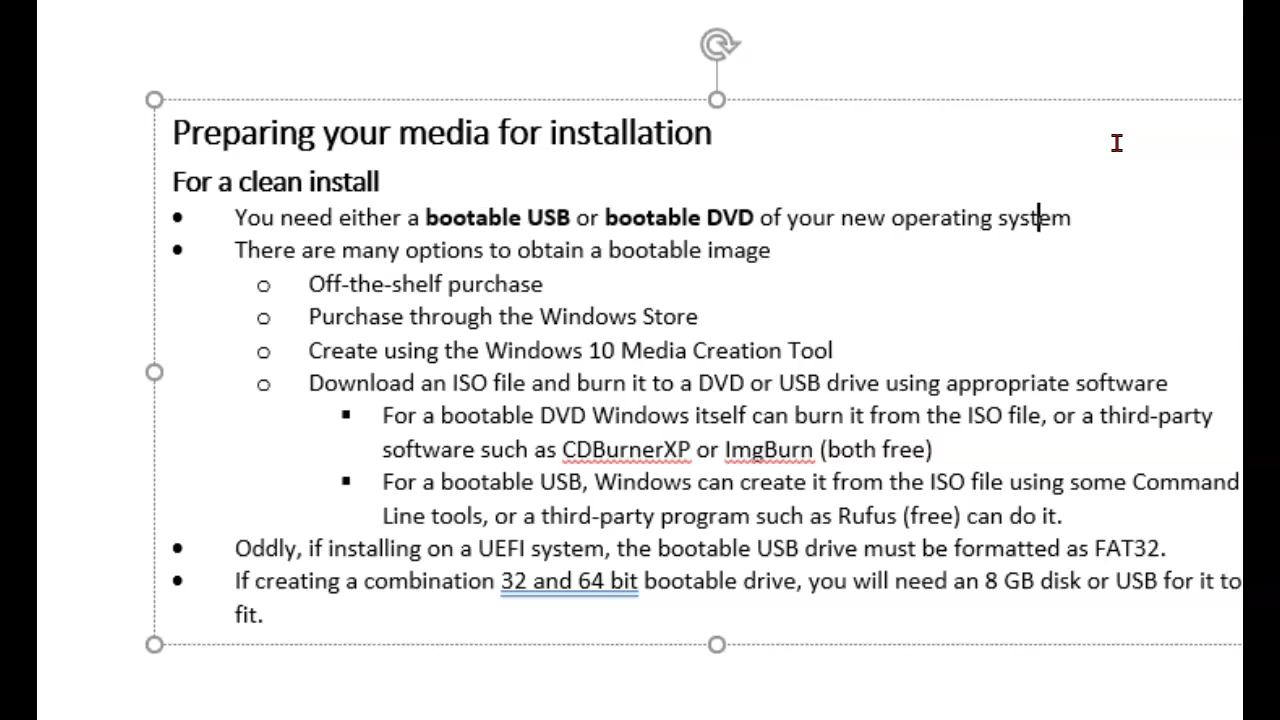 Preparing your media for installation
For a clean install
• You need either a bootable USB or bootable DVD of your new operating system
• There are many options to obtain a bootable image
o Off-the-shelf purchase
o Purchase through the Windows Store
o Create using the Windows 10 Media Creation Tool
o Download an ISO file and burn it to a DVD or USB drive using appropriate software
▪ For a bootable DVD Windows itself can burn it from the ISO file, or a third-party
software such as CDBurnerXP or ImgBurn (both free)
▪ For a bootable USB, Windows can create it from the ISO file using some Command
Line tools, or a third-party program such as Rufus (free) can do it.
• Oddly, if installing on a UEFI system, the bootable USB drive must be formatted as FAT32.
• If creating a combination 32 and 64 bit bootable drive, you will need an 8 GB disk or USB for it to
fit.